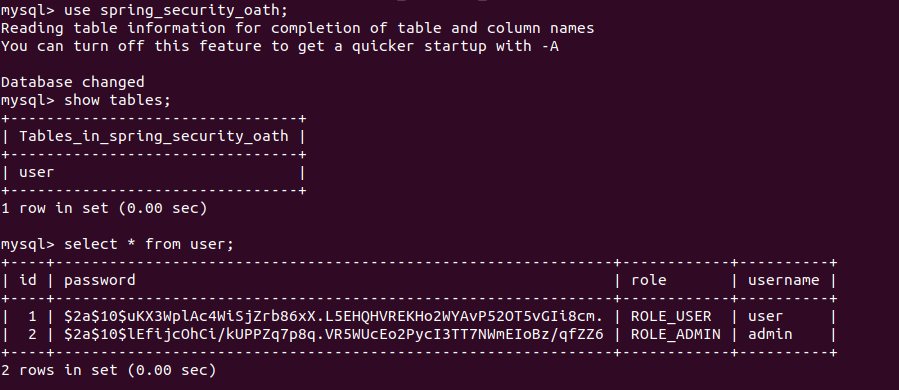 mysql> use spring_security_oath;
Reading table information for completion of table and column names
You can turn off this feature to get a quicker startup with -A
Database changed
mysql> show tables;
+--------------------------------+
| Tables_in_spring_security_oath |
+--------------------------------+
| user                           |
+--------------------------------+
1 row in set (0.00 sec)
mysql> select * from user;
+----+--------------------------------------------------------------+------------+----------+
| id | password                                                     | role       | username |
+----+--------------------------------------------------------------+------------+----------+
|  1 | $2a$10$uKX3WplAc4WiSjZrb86xX.L5EHQHVREKHo2WYAvP52OT5vGIi8cm. | ROLE_USER  | user     |
|  2 | $2a$10$lEfijcOhCi/kUPPZq7p8q.VR5WUcEo2PycI3TT7NWmEIoBz/qfZZ6 | ROLE_ADMIN | admin    |
+----+--------------------------------------------------------------+------------+----------+
2 rows in set (0.00 sec)